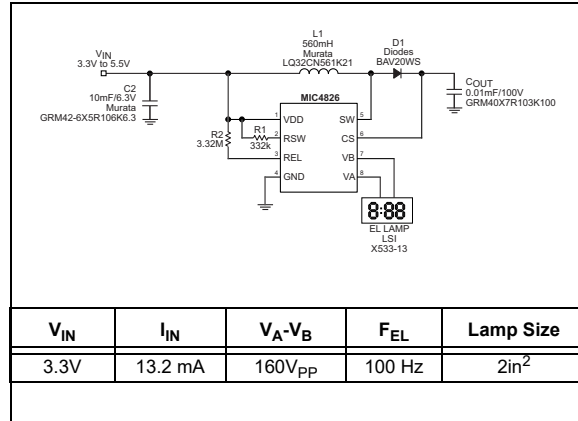 L1
560mH
Murata
LQ32CN561K21
D1
Diodes
BAV20WS
VIN
3.3V to 5.5V
C2
10mF/6.3V
Murata
GRM42-6X5R106K6.3
COUT
0.01mF/100V
GRM40X7R103K100
MIC4826
1 VDD SW 5
R1
332k
2 RSW CS 6
R2
3.32M
3 REL VB 7
4 GND VA 8
8:88
EL LAMP
LSI
X533-13
VIN IIN VA-VB FEL Lamp Size
3.3V 13.2 mA 160VPP 100 Hz 2in²